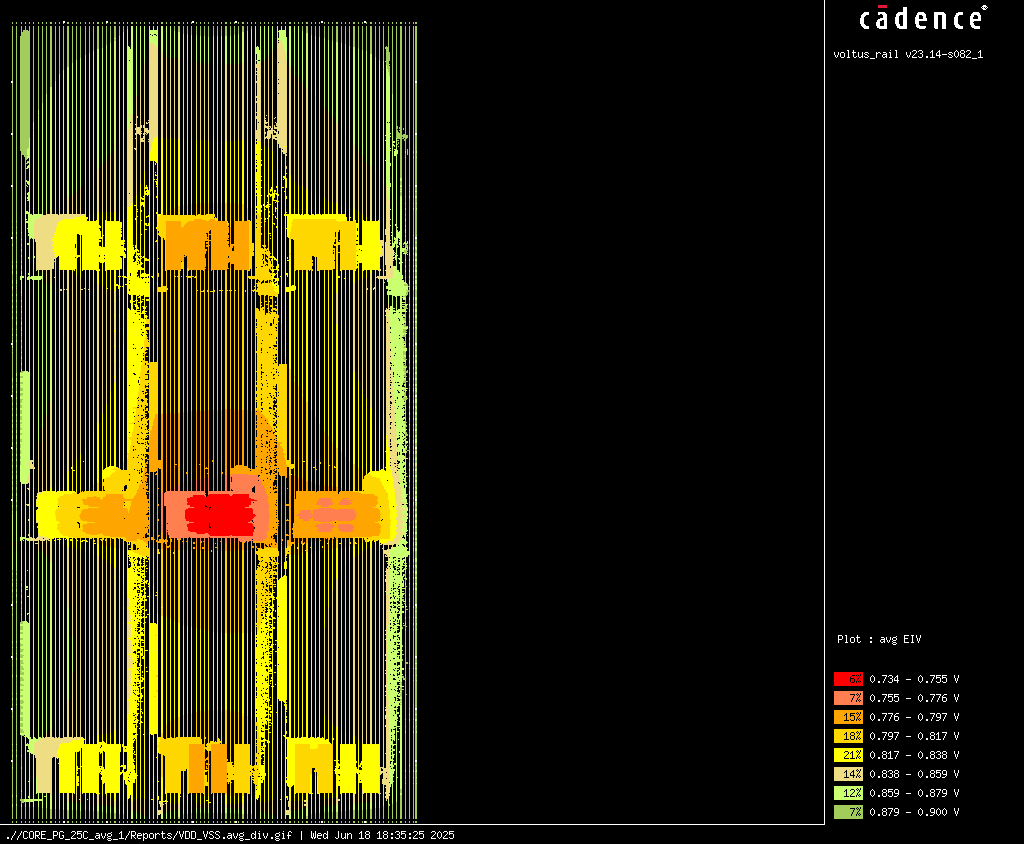 cādence®
voltus_rail v23.14-s082_1
Plot : avg EIV
6% 0.734 - 0.755 V
7% 0.755 - 0.776 V
15% 0.776 - 0.797 V
18% 0.797 - 0.817 V
21% 0.817 - 0.838 V
14% 0.838 - 0.859 V
12% 0.859 - 0.879 V
7% 0.879 - 0.900 V
.//CORE_PG_25C_avg_1/Reports/VDD_VSS.avg_div.gif | Wed Jun 18 18:35:25 2025